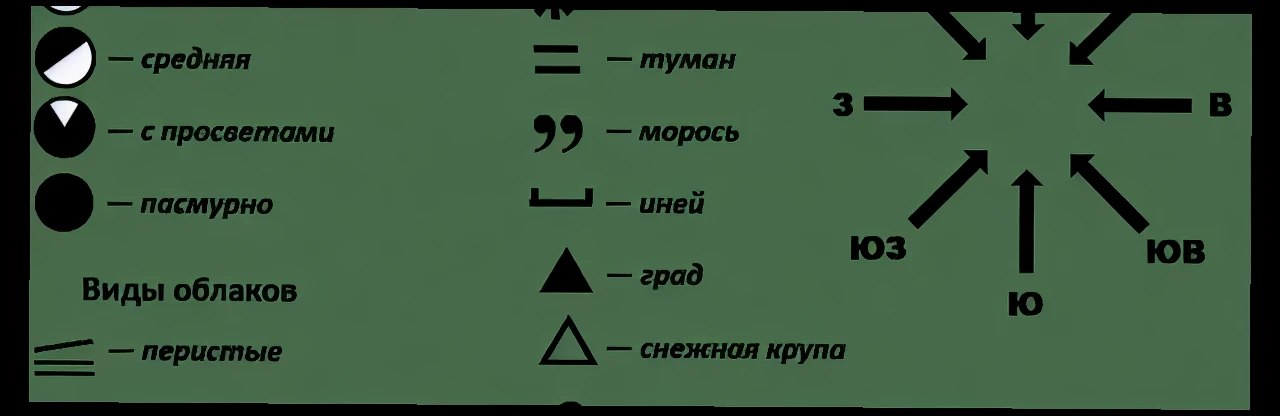 — средняя
— с просветами
— пасмурно
Виды облаков
— перистые
— туман
— морось
— иней
— град
— снежная крупа
З
В
ЮЗ
ЮВ
Ю